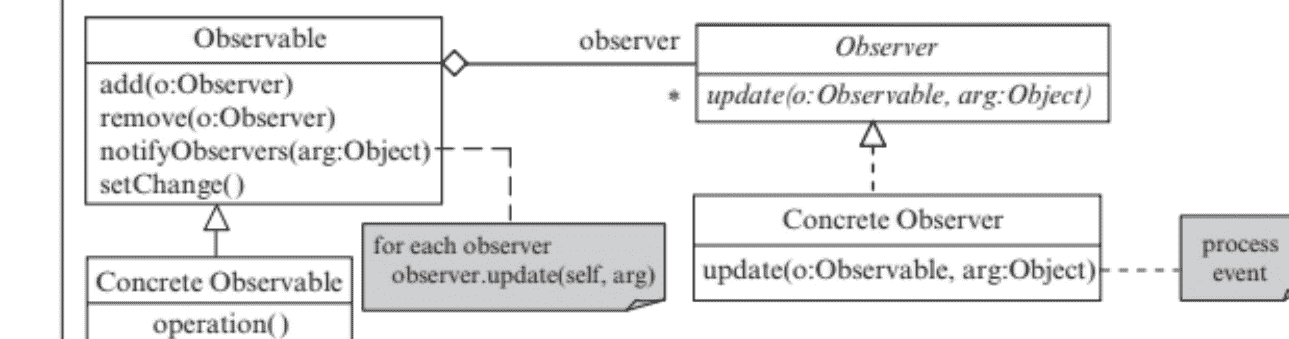 Observable
add(o:Observer)
remove(o:Observer)
notifyObservers(arg:Object)
setChange()
observer
*
Observer
update(o:Observable, arg:Object)
for each observer
observer.update(self, arg)
Concrete Observable
operation()
Concrete Observer
update(o:Observable, arg:Object)
process
event